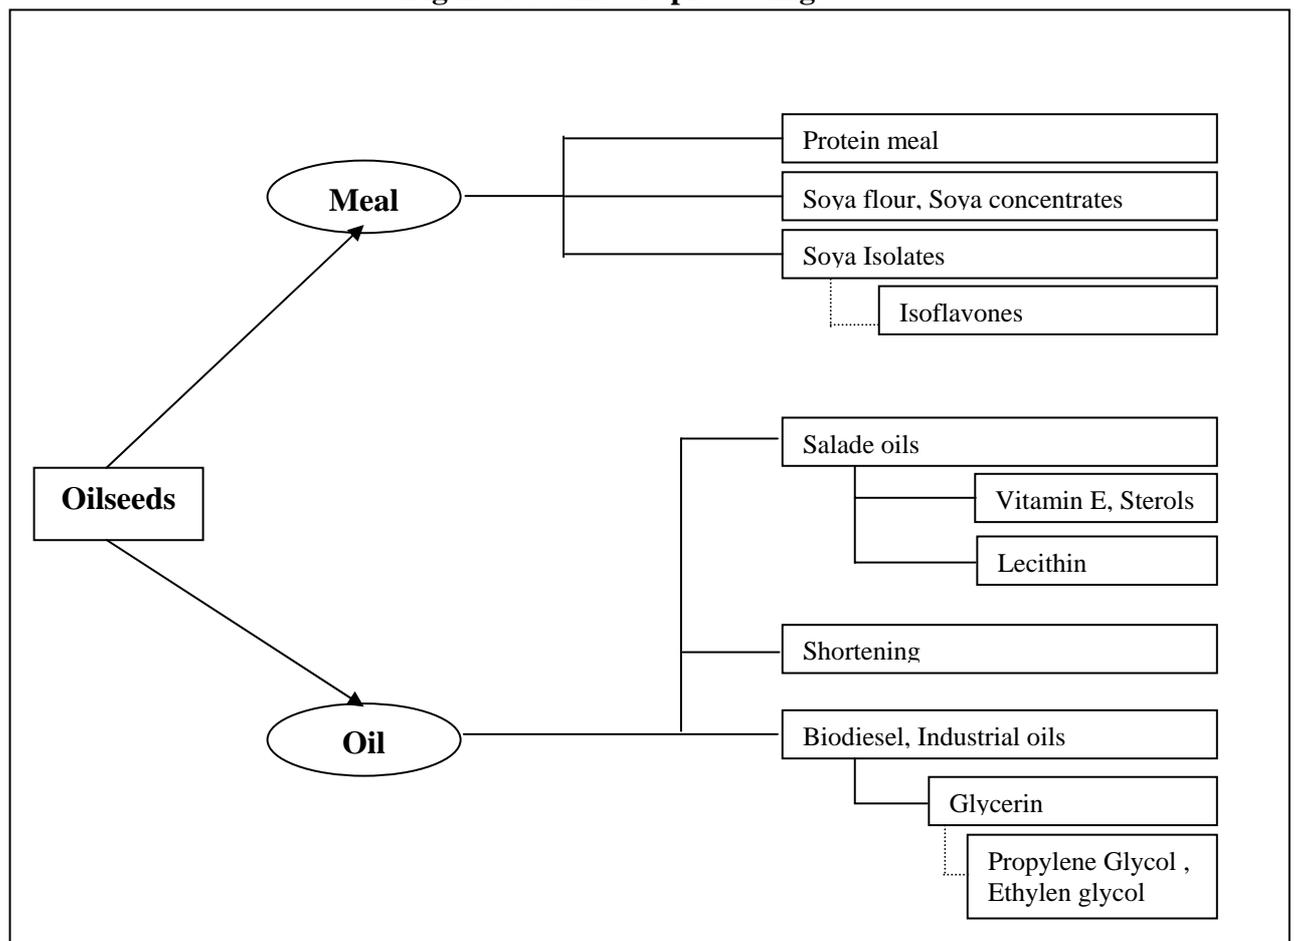 Protein meal
Meal
Soya flour, Soya concentrates
Soya Isolates
Isoflavones
Salade oils
Oilseeds
Vitamin E, Sterols
Lecithin
Shortening
Oil
Biodiesel, Industrial oils
Glycerin
Propylene Glycol ,
Ethylen glycol